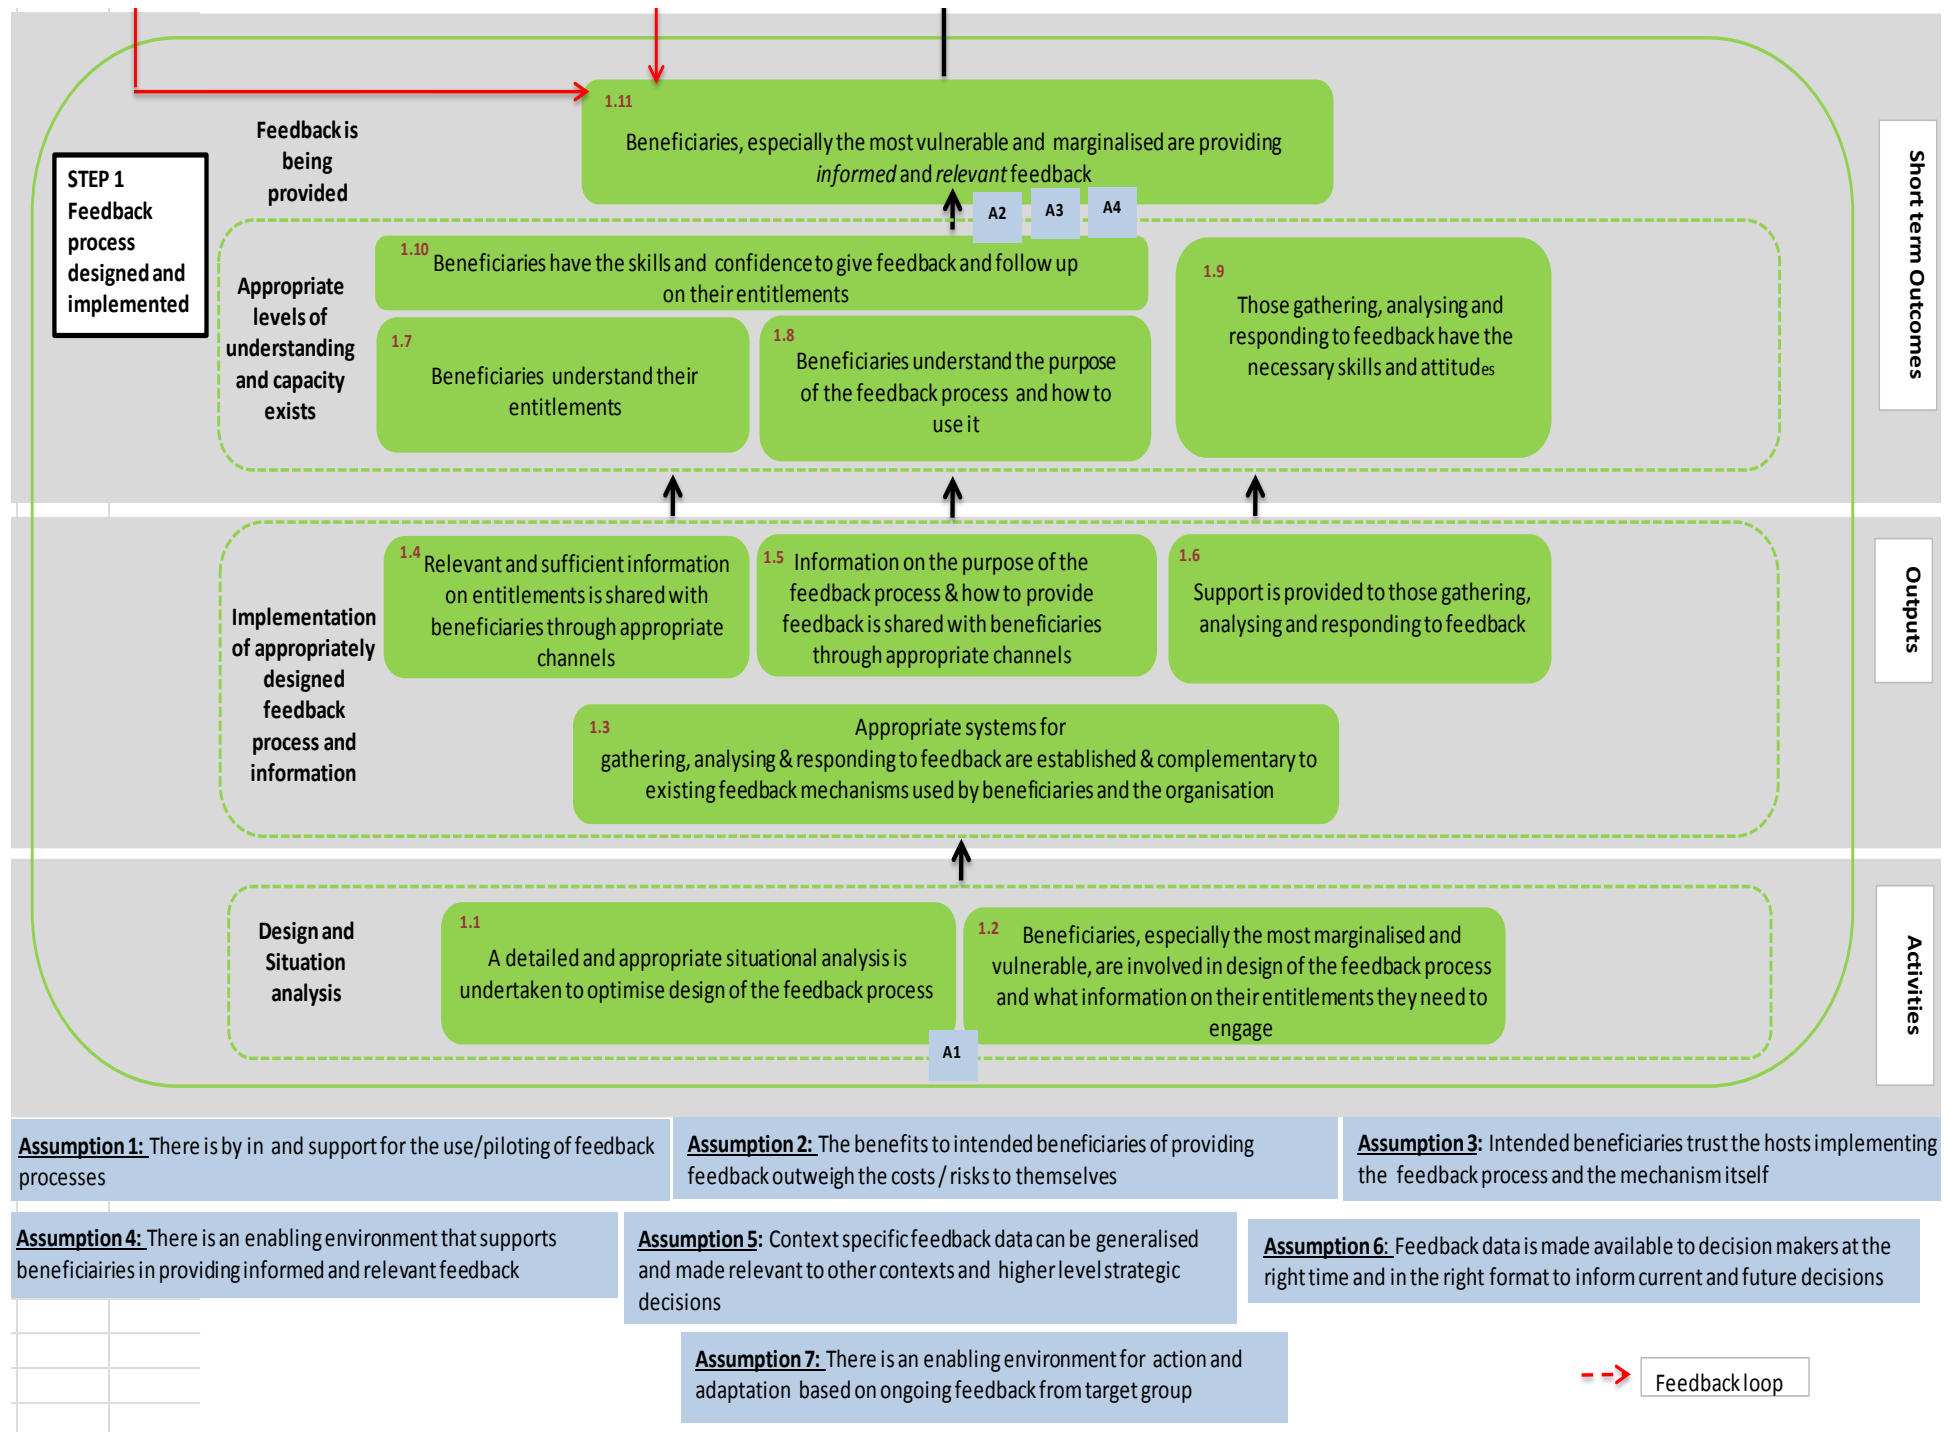 1.11
Beneficiaries, especially the most vulnerable and marginalised are providing
informed and relevant feedback
Feedback is
being
provided
STEP 1
Feedback
process
designed and
implemented
Short term Outcomes
A2
A3
A4
Appropriate
levels of
understanding
and capacity
exists
1.10
Beneficiaries have the skills and confidence to give feedback and follow up
on their entitlements
1.9
Those gathering, analysing and
responding to feedback have the
necessary skills and attitudes
1.7
Beneficiaries understand their
entitlements
1.8
Beneficiaries understand the purpose
of the feedback process and how to
use it
Implementation
of appropriately
designed
feedback
process and
information
1.4
Relevant and sufficient information
on entitlements is shared with
beneficiaries through appropriate
channels
1.5
Information on the purpose of the
feedback process & how to provide
feedback is shared with beneficiaries
through appropriate channels
1.6
Support is provided to those gathering,
analysing and responding to feedback
Outputs
1.3
Appropriate systems for
gathering, analysing & responding to feedback are established & complementary to
existing feedback mechanisms used by beneficiaries and the organisation
Design and
Situation
analysis
1.1
A detailed and appropriate situational analysis is
undertaken to optimise design of the feedback process
1.2
Beneficiaries, especially the most marginalised and
vulnerable, are involved in design of the feedback process
and what information on their entitlements they need to
engage
Activities
A1
Assumption 1: There is by in and support for the use/piloting of feedback
processes
Assumption 2: The benefits to intended beneficiaries of providing
feedback outweigh the costs / risks to themselves
Assumption 3: Intended beneficiaries trust the hosts implementing
the feedback process and the mechanism itself
Assumption 4: There is an enabling environment that supports
beneficiairies in providing informed and relevant feedback
Assumption 5: Context specific feedback data can be generalised
and made relevant to other contexts and higher level strategic
decisions
Assumption 6: Feedback data is made available to decision makers at the
right time and in the right format to inform current and future decisions
Assumption 7: There is an enabling environment for action and
adaptation based on ongoing feedback from target group
Feedback loop